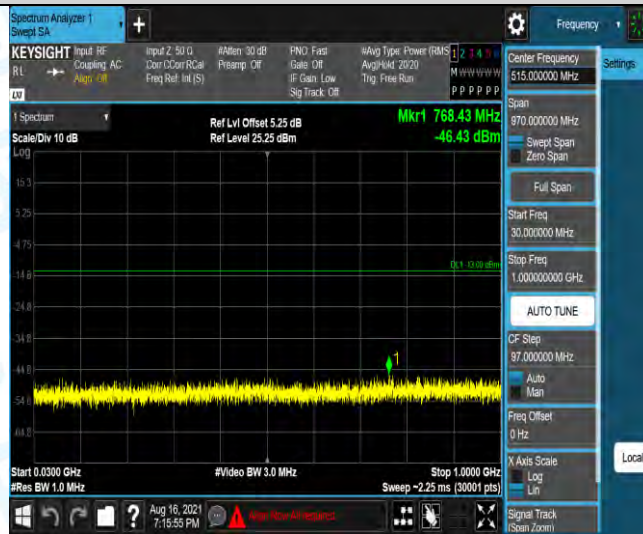 Spectrum Analyzer 1
Swept SA
Frequency
KEYSIGHT
Input: RF
Coupling: AC
Align: Off
Input Z: 50 Ω
Corr CCorr RCal
Freq Ref: Int (S)
#Atten: 30 dB
Preamp: Off
PNO: Fast
Gate: Off
IF Gain: Low
Sig Track: Off
#Avg Type: Power (RMS
Avg|Hold: 20/20
Trig: Free Run
1 2 3 4 5 6
M W W W W W
P P P P P P
RL
LXI
1 Spectrum
Scale/Div 10 dB
Log
Ref Lvl Offset 5.25 dB
Ref Level 25.25 dBm
Mkr1 768.43 MHz
-46.43 dBm
15.3
5.25
-4.75
DL1 -13.00 dBm
-14.8
-24.8
-34.8
1
-44.8
-54.8
-64.8
Start 0.0300 GHz
#Res BW 1.0 MHz
#Video BW 3.0 MHz
Stop 1.0000 GHz
Sweep ~2.25 ms (30001 pts)
Aug 16, 2021
7:15:55 PM
Center Frequency
515.000000 MHz
Settings
Span
970.000000 MHz
Swept Span
Zero Span
Full Span
Start Freq
30.000000 MHz
Stop Freq
1.000000000 GHz
AUTO TUNE
CF Step
97.000000 MHz
Auto
Man
Freq Offset
0 Hz
Local
X Axis Scale
Log
Lin
Signal Track
(Span Zoom)